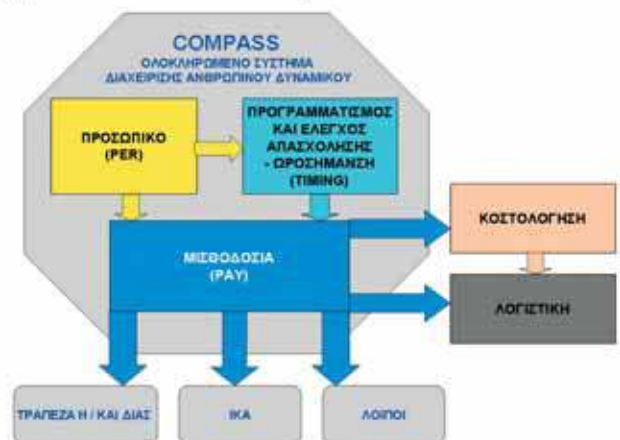 COMPASS
ΟΛΟΚΛΗΡΩΜΕΝΟ ΣΥΣΤΗΜΑ
ΔΙΑΧΕΙΡΙΣΗΣ ΑΝΘΡΩΠΙΝΟΥ ΔΥΝΑΜΙΚΟΥ
ΠΡΟΣΩΠΙΚΟ
(PER)
ΠΡΟΓΡΑΜΜΑΤΙΣΜΟΣ
ΚΑΙ ΕΛΕΓΧΟΣ
ΑΠΑΣΧΟΛΗΣΗΣ
- ΩΡΟΣΗΜΑΝΣΗ
(TIMING)
ΜΙΣΘΟΔΟΣΙΑ
(PAY)
ΚΟΣΤΟΛΟΓΗΣΗ
ΛΟΓΙΣΤΙΚΗ
ΤΡΑΠΕΖΑ Η / ΚΑΙ ΔΙΑΣ
ΙΚΑ
ΛΟΙΠΟΙ